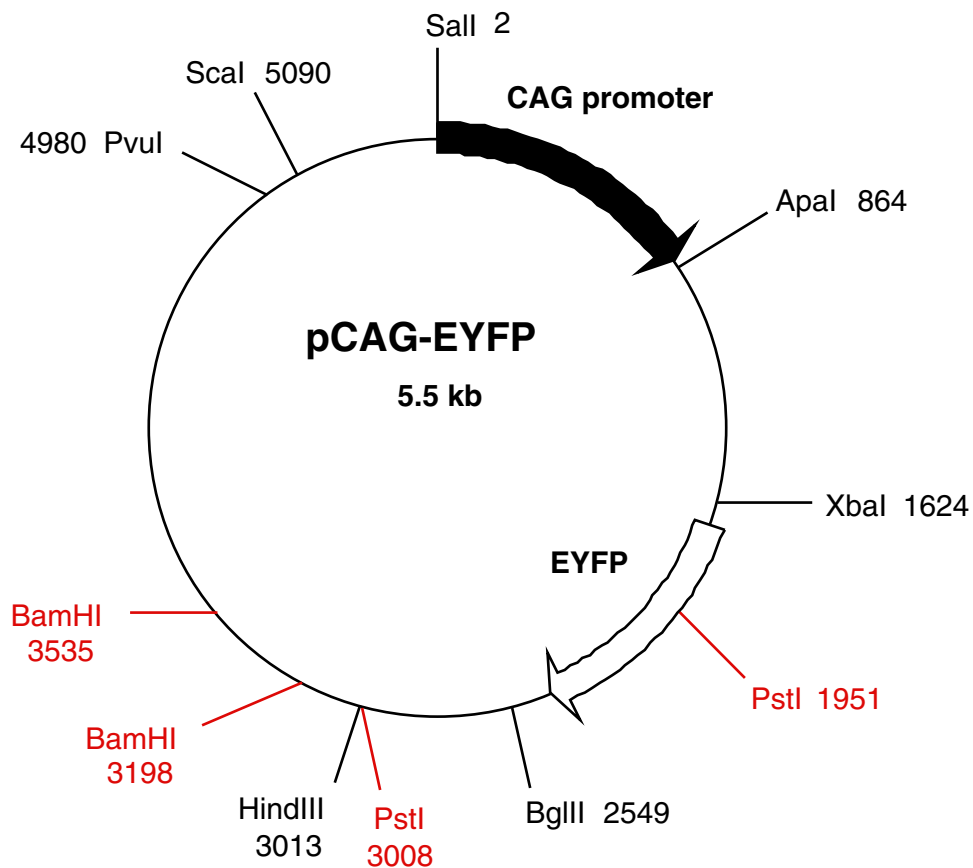 SalI 2
ScaI 5090
CAG promoter
4980 PvuI
ApaI 864
pCAG-EYFP
5.5 kb
XbaI 1624
EYFP
BamHI
3535
PstI 1951
BamHI
3198
HindIII
3013
PstI
3008
BglII 2549